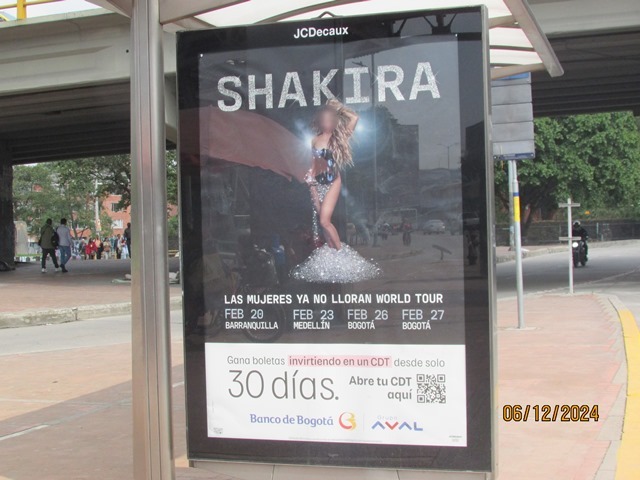 JCDecaux
SHAKIRA
LAS MUJERES YA NO LLORAN WORLD TOUR
FEB 20 FEB 23 FEB 26 FEB 27
BARRANQUILLA MEDELLÍN BOGOTÁ BOGOTÁ
Gana boletas invirtiendo en un CDT desde solo
30 días. Abre tu CDT
aquí
Banco de Bogotá Grupo AVAL
06/12/2024